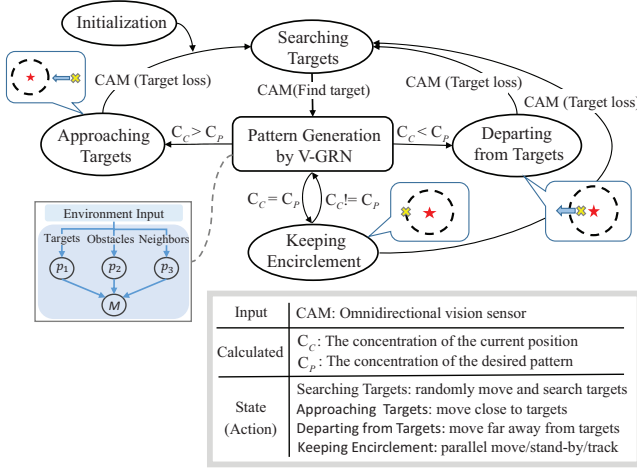 Initialization
Searching
Targets
CAM (Target loss)
CAM (Target loss)
CAM(Find target)
CAM (Target loss)
Approaching
Targets
C_C > C_P
Pattern Generation
by V-GRN
C_C < C_P
Departing
from Targets
C_C = C_P
C_C != C_P
Keeping
Encirclement
Environment Input
Targets Obstacles Neighbors
p_1 p_2 p_3
M
Input CAM: Omnidirectional vision sensor
Calculated
C_C: The concentration of the current position
C_P: The concentration of the desired pattern
State
(Action)
Searching Targets: randomly move and search targets
Approaching Targets: move close to targets
Departing from Targets: move far away from targets
Keeping Encirclement: parallel move/stand-by/track